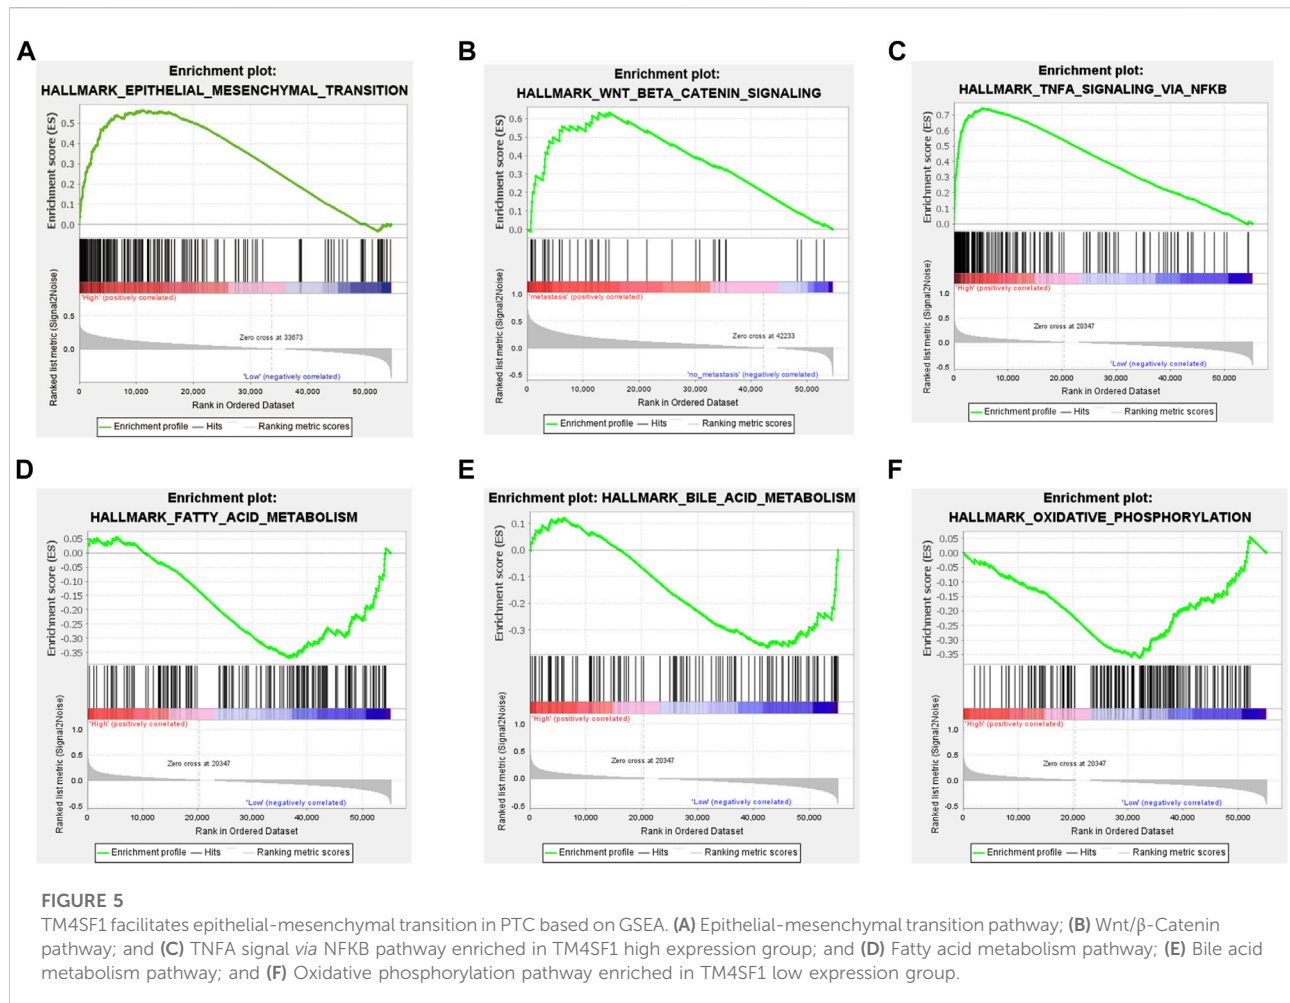 A
Enrichment plot:
HALLMARK_EPITHELIAL_MESENCHYMAL_TRANSITION
Enrichment score (ES)
0.5
0.4
0.3
0.2
0.1
0.0
'High' (positively correlated)
Ranked list metric (Signal2Noise)
0.5
0.0
Zero cross at 33673
'Low' (negatively correlated)
0 10,000 20,000 30,000 40,000 50,000
Rank in Ordered Dataset
Enrichment profile Hits Ranking metric scores
B
Enrichment plot:
HALLMARK_WNT_BETA_CATENIN_SIGNALING
Enrichment score (ES)
0.6
0.5
0.4
0.3
0.2
0.1
0.0
'metastasis' (positively correlated)
Ranked list metric (Signal2Noise)
1.0
0.5
0.0
-0.5
Zero cross at 42233
'no_metastasis' (negatively correlated)
0 10,000 20,000 30,000 40,000 50,000
Rank in Ordered Dataset
Enrichment profile Hits Ranking metric scores
C
Enrichment plot:
HALLMARK_TNFA_SIGNALING_VIA_NFKB
Enrichment score (ES)
0.7
0.6
0.5
0.4
0.3
0.2
0.1
0.0
'High' (positively correlated)
Ranked list metric (Signal2Noise)
1.0
0.5
0.0
-0.5
Zero cross at 20347
'Low' (negatively correlated)
0 10,000 20,000 30,000 40,000 50,000
Rank in Ordered Dataset
Enrichment profile Hits Ranking metric scores
D
Enrichment plot:
HALLMARK_FATTY_ACID_METABOLISM
Enrichment score (ES)
0.05
0.00
-0.05
-0.10
-0.15
-0.20
-0.25
-0.30
-0.35
'High' (positively correlated)
Ranked list metric (Signal2Noise)
1.0
0.5
0.0
-0.5
Zero cross at 20347
'Low' (negatively correlated)
0 10,000 20,000 30,000 40,000 50,000
Rank in Ordered Dataset
Enrichment profile Hits Ranking metric scores
E
Enrichment plot: HALLMARK_BILE_ACID_METABOLISM
Enrichment score (ES)
0.1
0.0
-0.1
-0.2
-0.3
'High' (positively correlated)
Ranked list metric (Signal2Noise)
1.0
0.5
0.0
-0.5
Zero cross at 20347
'Low' (negatively correlated)
0 10,000 20,000 30,000 40,000 50,000
Rank in Ordered Dataset
Enrichment profile Hits Ranking metric scores
F
Enrichment plot:
HALLMARK_OXIDATIVE_PHOSPHORYLATION
Enrichment score (ES)
0.05
0.00
-0.05
-0.10
-0.15
-0.20
-0.25
-0.30
-0.35
'High' (positively correlated)
Ranked list metric (Signal2Noise)
1.0
0.5
0.0
-0.5
Zero cross at 20347
'Low' (negatively correlated)
0 10,000 20,000 30,000 40,000 50,000
Rank in Ordered Dataset
Enrichment profile Hits Ranking metric scores
FIGURE 5
TM4SF1 facilitates epithelial-mesenchymal transition in PTC based on GSEA. (A) Epithelial-mesenchymal transition pathway; (B) Wnt/β-Catenin
pathway; and (C) TNFA signal via NFKB pathway enriched in TM4SF1 high expression group; and (D) Fatty acid metabolism pathway; (E) Bile acid
metabolism pathway; and (F) Oxidative phosphorylation pathway enriched in TM4SF1 low expression group.